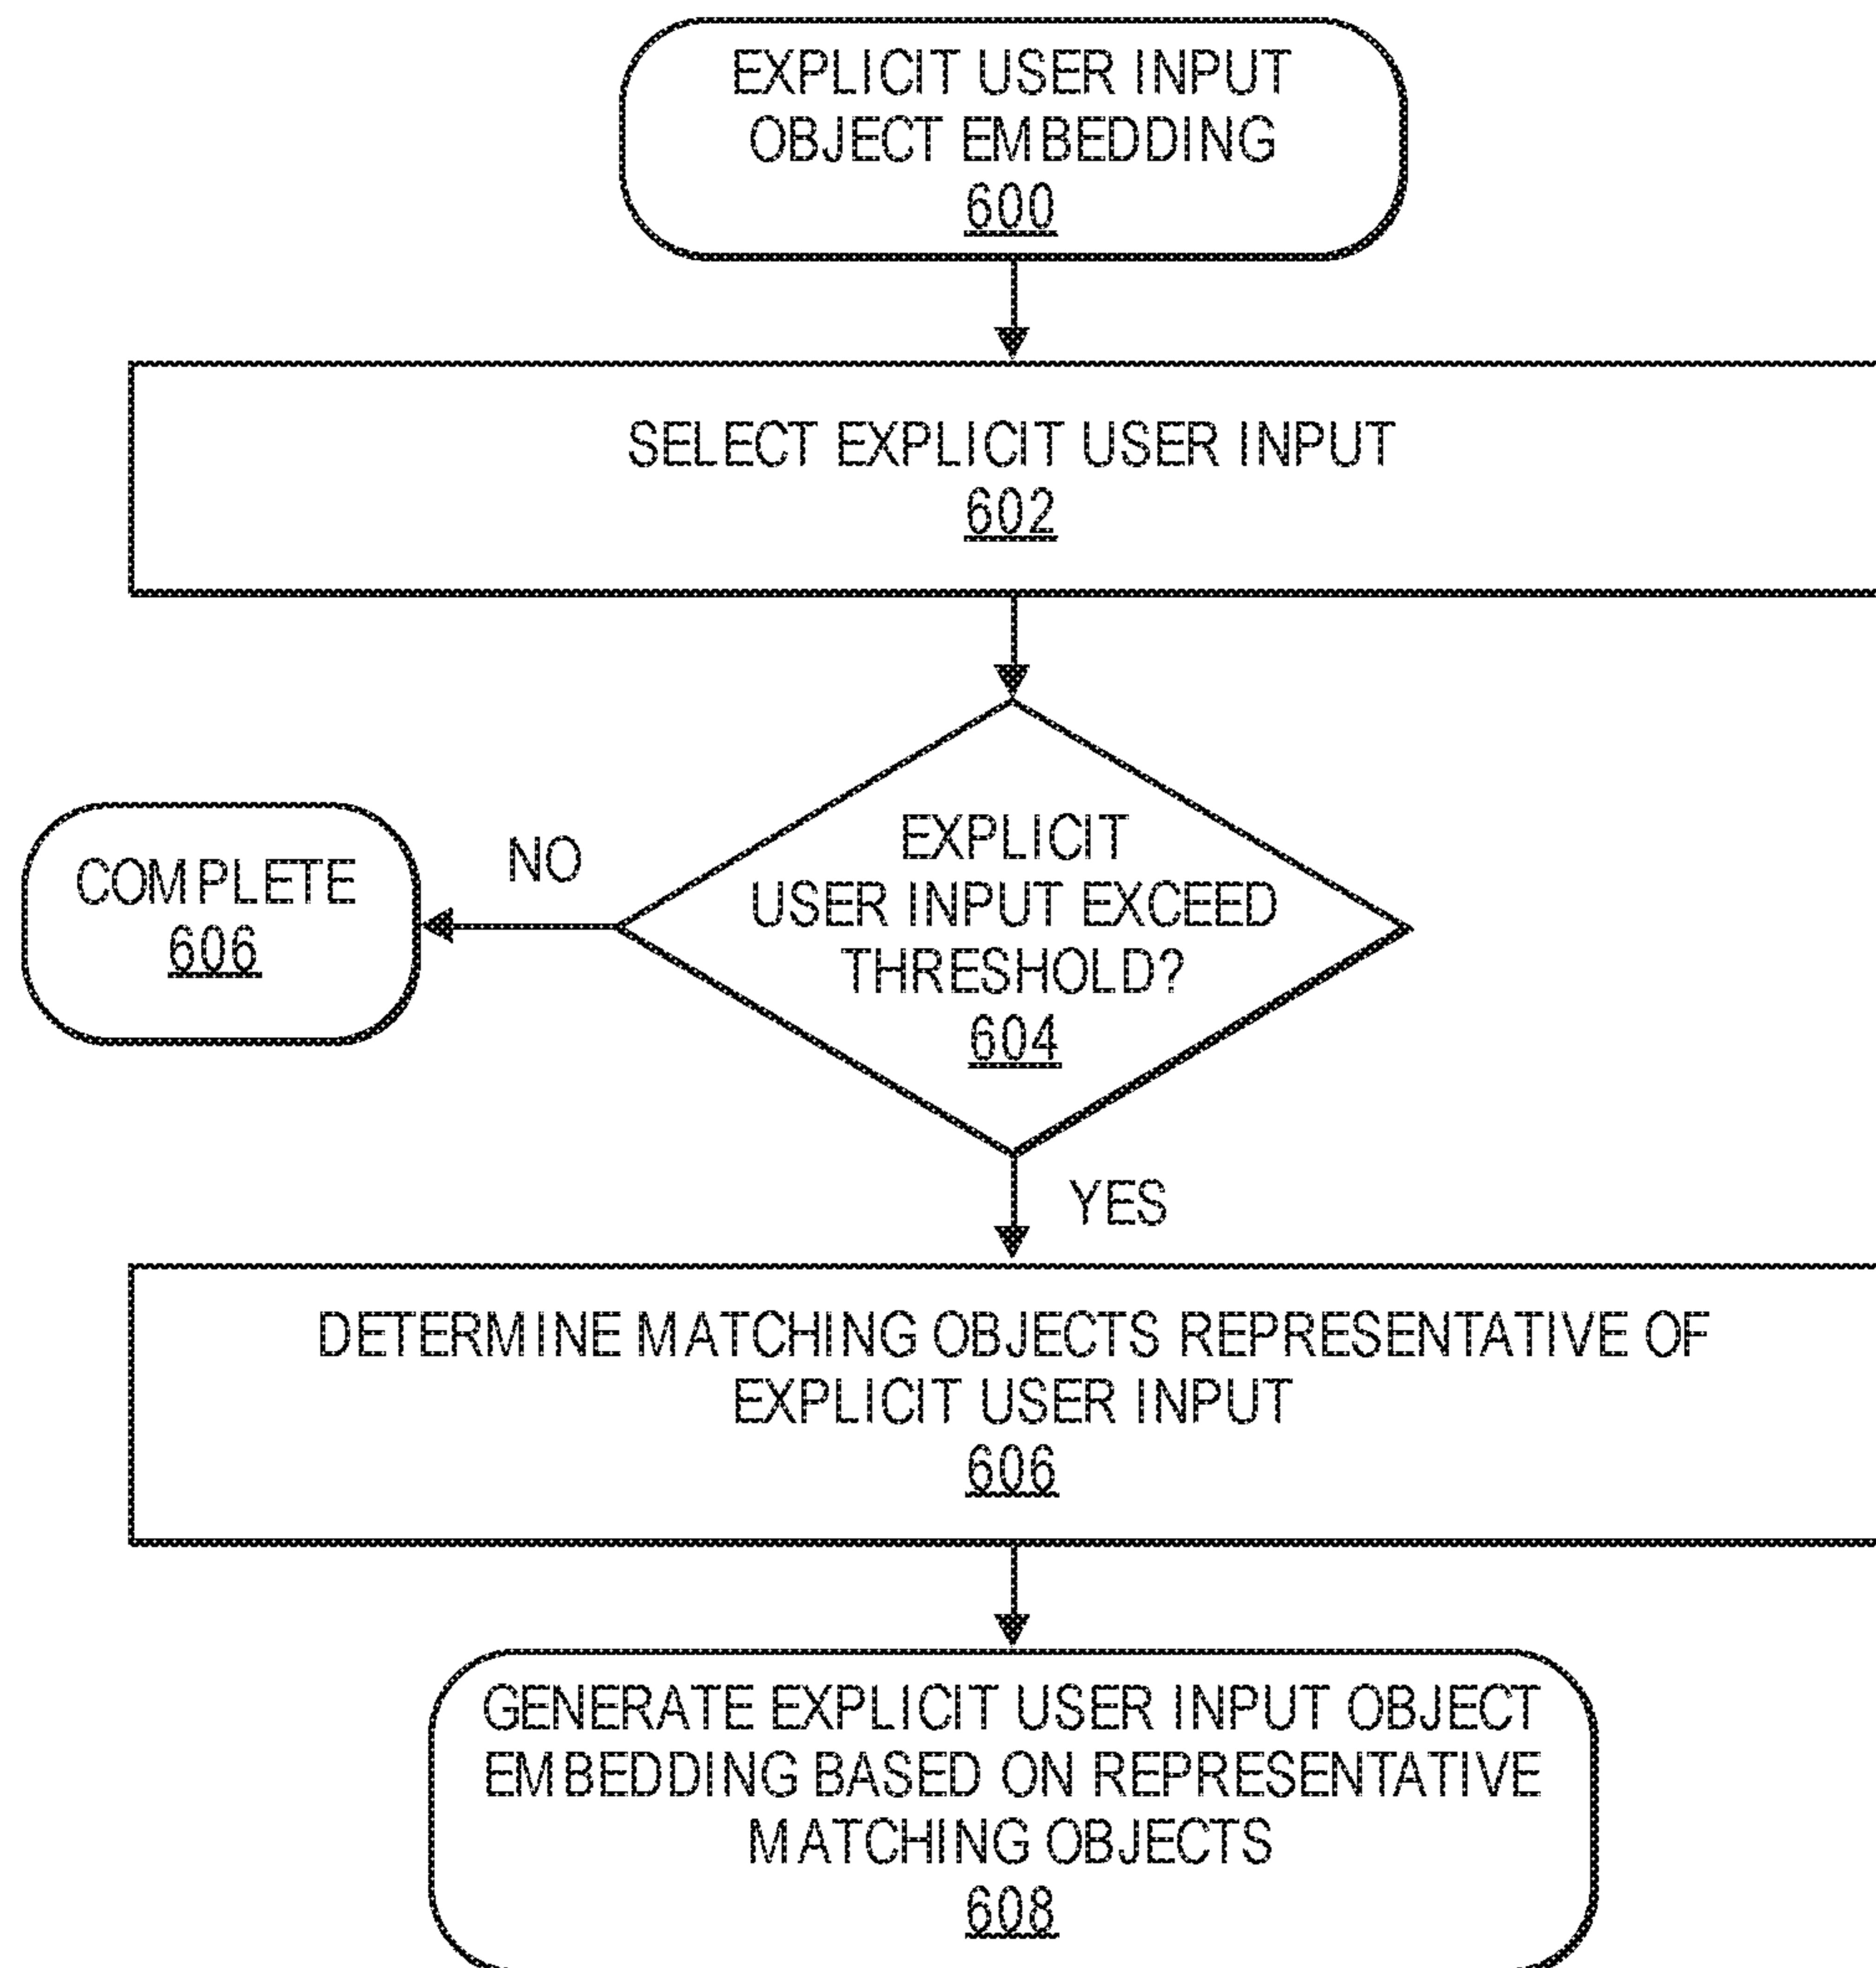 EXPLICIT USER INPUT
OBJECT EMBEDDING
600
SELECT EXPLICIT USER INPUT
602
EXPLICIT
USER INPUT EXCEED
THRESHOLD?
604
NO
COMPLETE
606
YES
DETERMINE MATCHING OBJECTS REPRESENTATIVE OF
EXPLICIT USER INPUT
606
GENERATE EXPLICIT USER INPUT OBJECT
EMBEDDING BASED ON REPRESENTATIVE
MATCHING OBJECTS
608